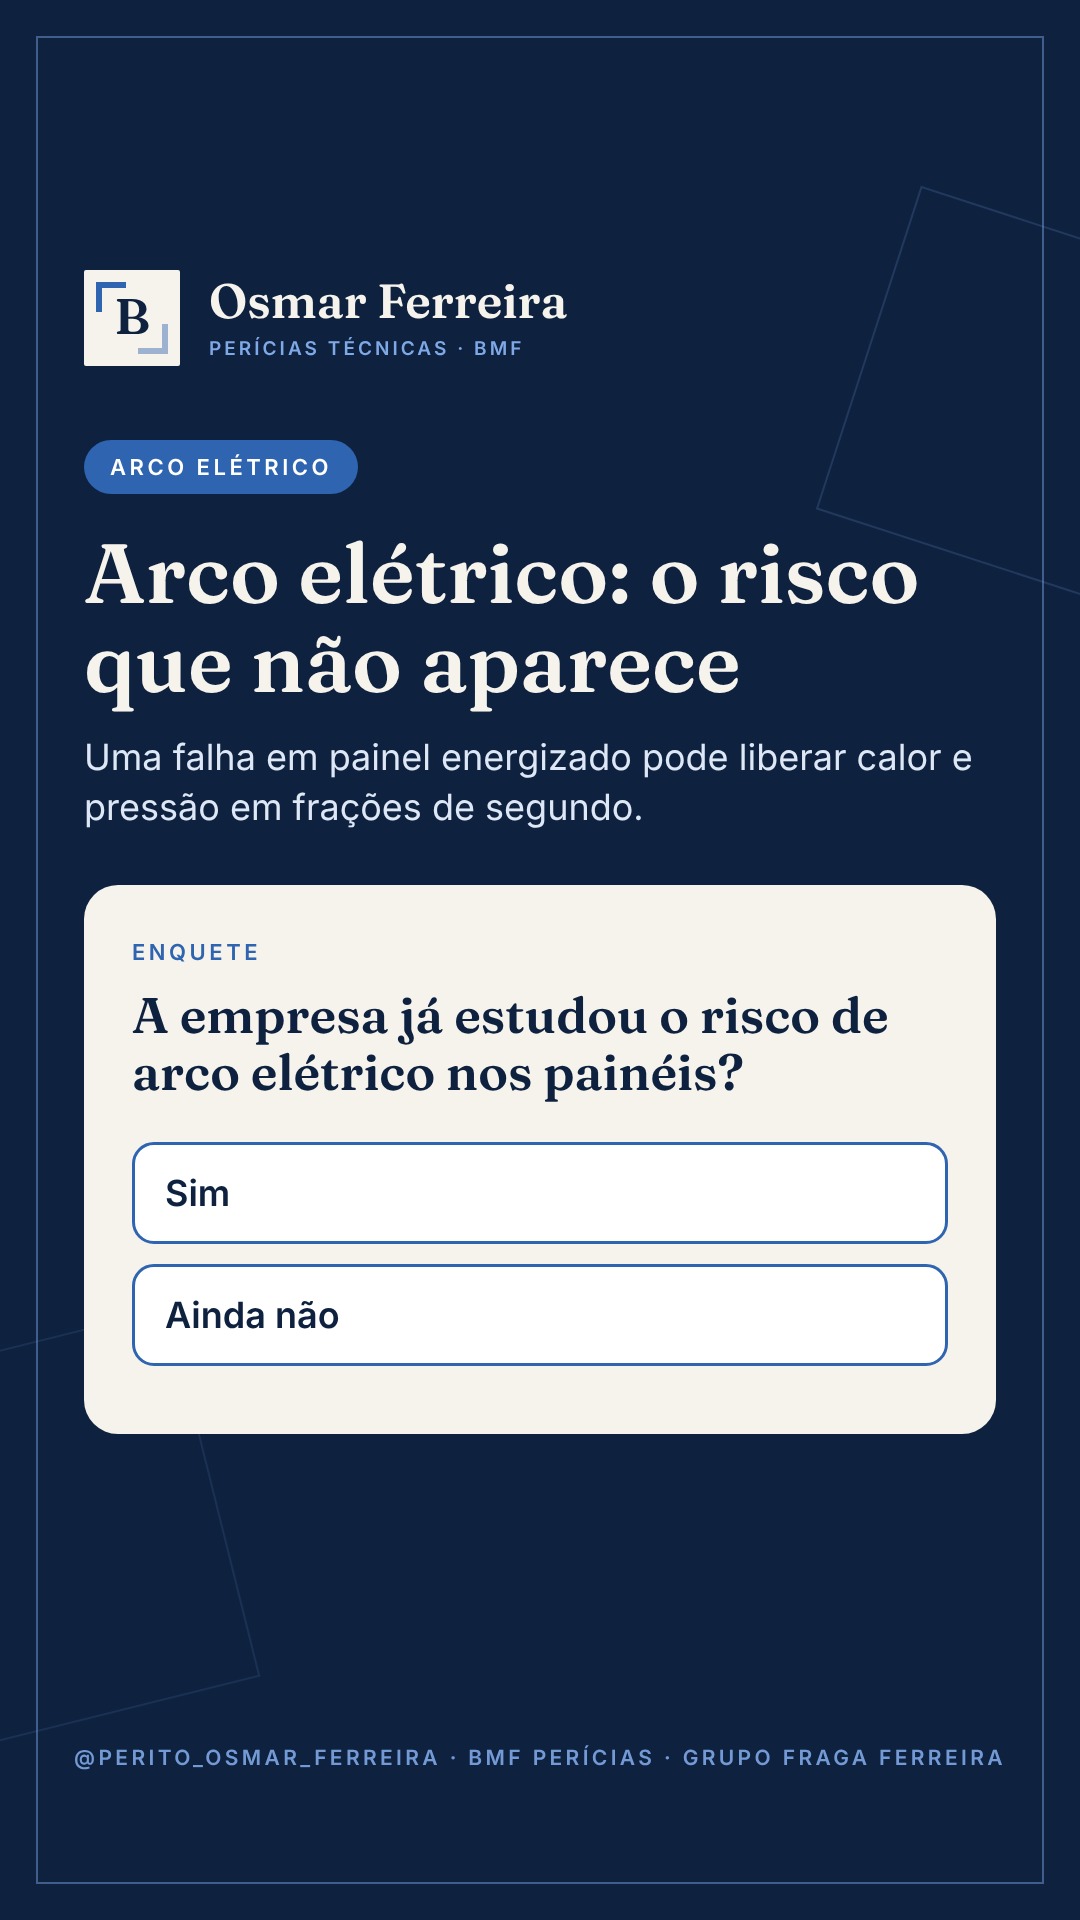 B
Osmar Ferreira
PERÍCIAS TÉCNICAS · BMF
ARCO ELÉTRICO
Arco elétrico: o risco
que não aparece
Uma falha em painel energizado pode liberar calor e
pressão em frações de segundo.
ENQUETE
A empresa já estudou o risco de
arco elétrico nos painéis?
Sim
Ainda não
@PERITO_OSMAR_FERREIRA · BMF PERÍCIAS · GRUPO FRAGA FERREIRA